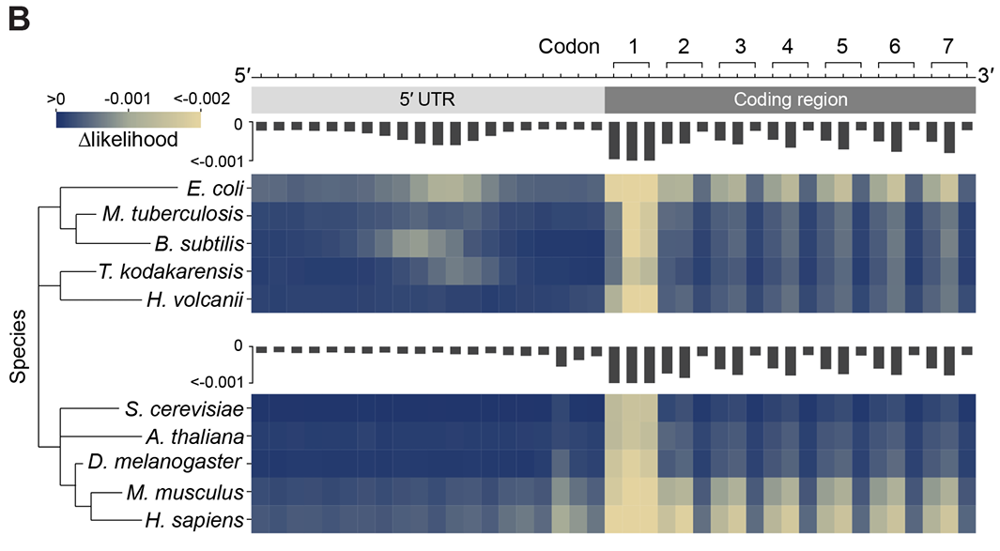 B
Codon 1 2 3 4 5 6 7
5′ 3′
>0 -0.001 <-0.002
Δlikelihood
5′ UTR Coding region
0
<-0.001
E. coli
M. tuberculosis
B. subtilis
T. kodakarensis
H. volcanii
Species
0
<-0.001
S. cerevisiae
A. thaliana
D. melanogaster
M. musculus
H. sapiens